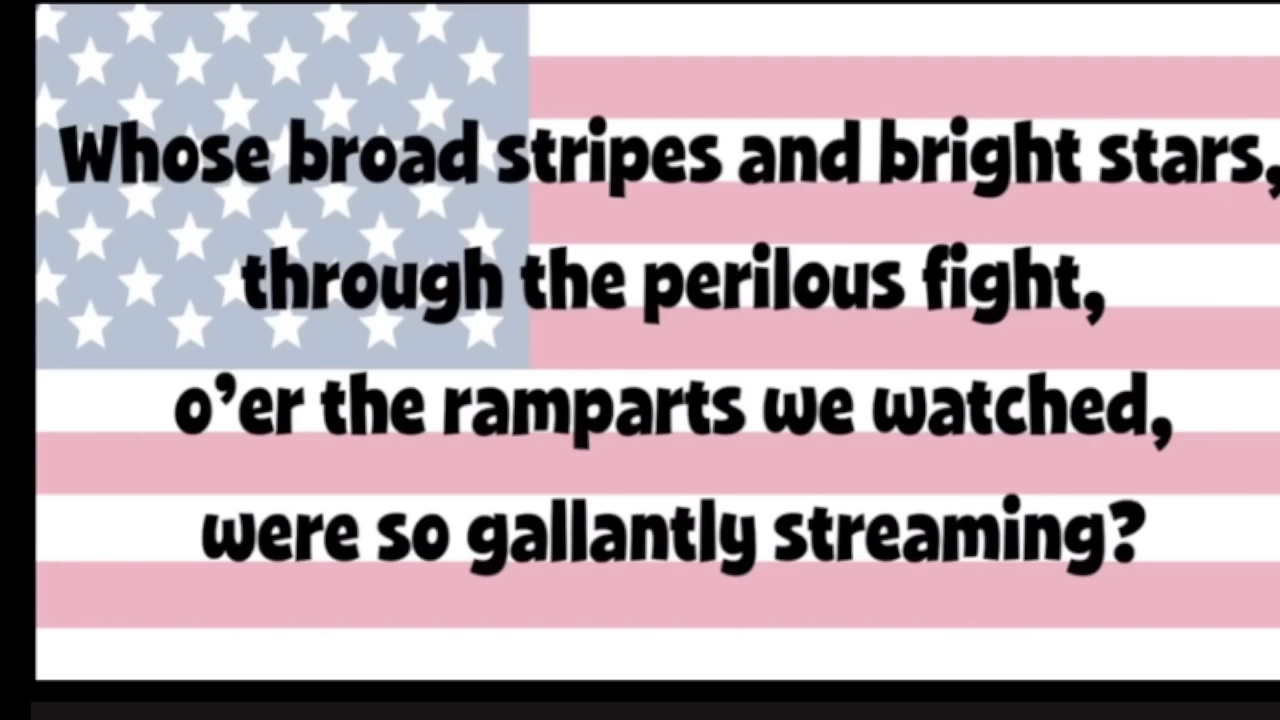 Whose broad stripes and bright stars,
through the perilous fight,
o’er the ramparts we watched,
were so gallantly streaming?